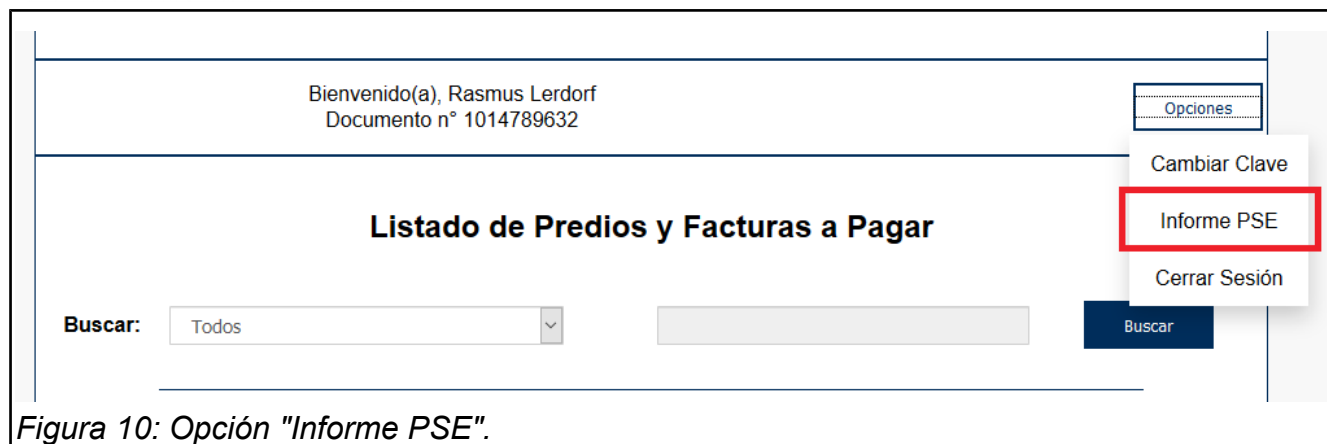 Bienvenido(a), Rasmus Lerdorf
Documento n° 1014789632
Opciones
Cambiar Clave
Informe PSE
Cerrar Sesión
Listado de Predios y Facturas a Pagar
Buscar:
Todos
Buscar
Figura 10: Opción "Informe PSE".